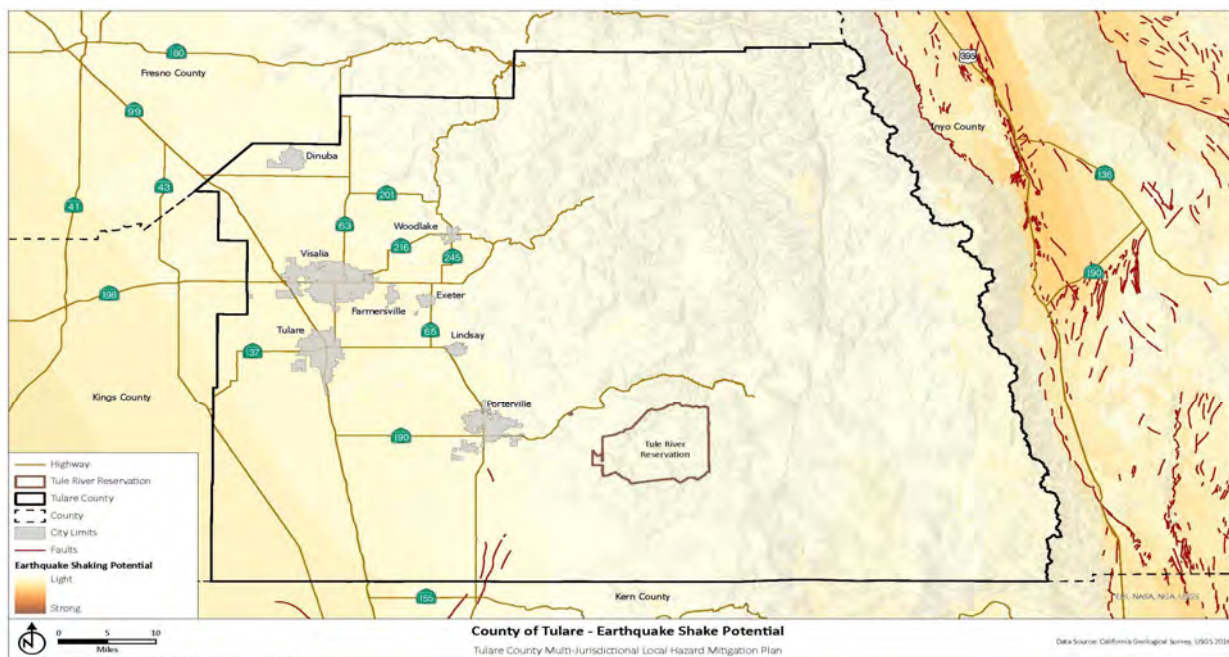 180
Fresno County
99
395
Inyo County
Dinuba
136
43
201
41
63
Woodlake
216
245
Visalia
190
198
Exeter
Farmersville
65
Tulare
Lindsay
137
Kings County
Porterville
190
Tule River
Reservation
Highway
Tule River Reservation
Tulare County
County
City Limits
Faults
Earthquake Shaking Potential
Light
Strong
155
Kern County
Esri, NASA, NGA, USGS
N
0 5 10
Miles
County of Tulare - Earthquake Shake Potential
Tulare County Multi-Jurisdictional Local Hazard Mitigation Plan
Data Source: California Geological Survey, USGS 2016